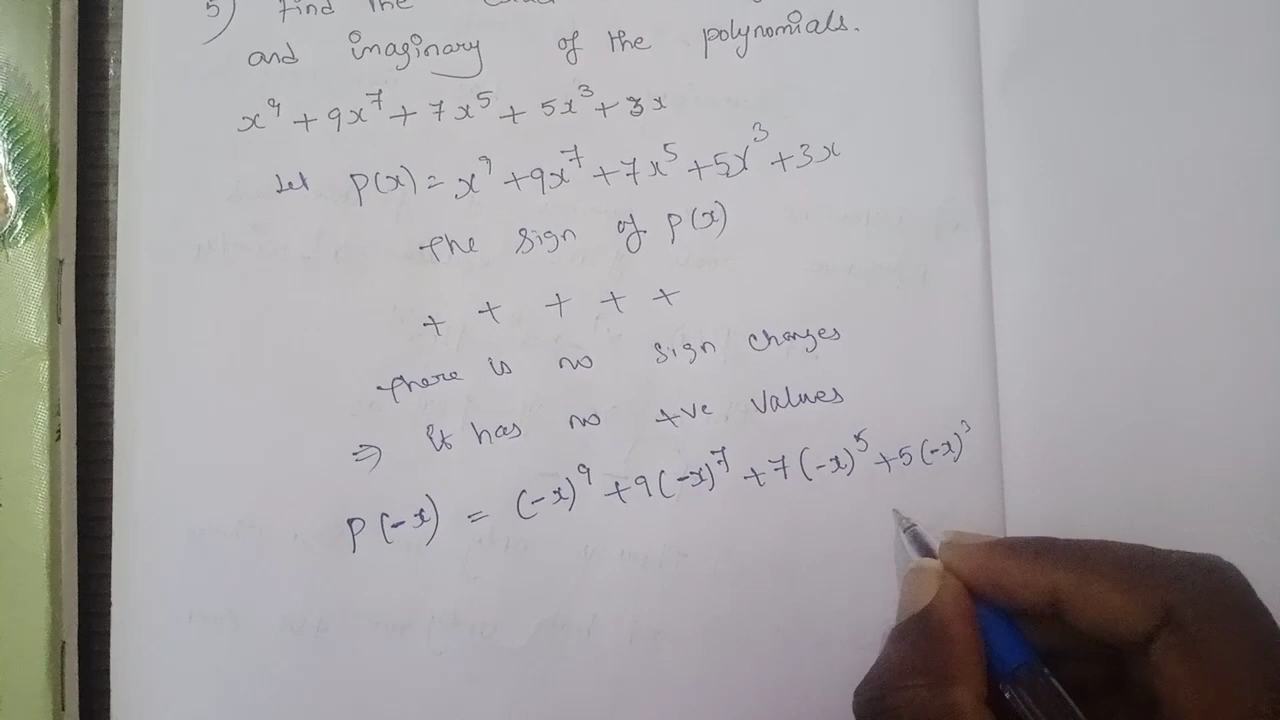 5) Find the
and imaginary of the polynomials.
x⁹ + 9x⁷ + 7x⁵ + 5x³ + 3x
Let P(x) = x⁹ + 9x⁷ + 7x⁵ + 5x³ + 3x
The sign of P(x)
+ + + + +
there is no sign changes
⇒ It has no +ve values
P(-x) = (-x)⁹ + 9(-x)⁷ + 7(-x)⁵ + 5(-x)³